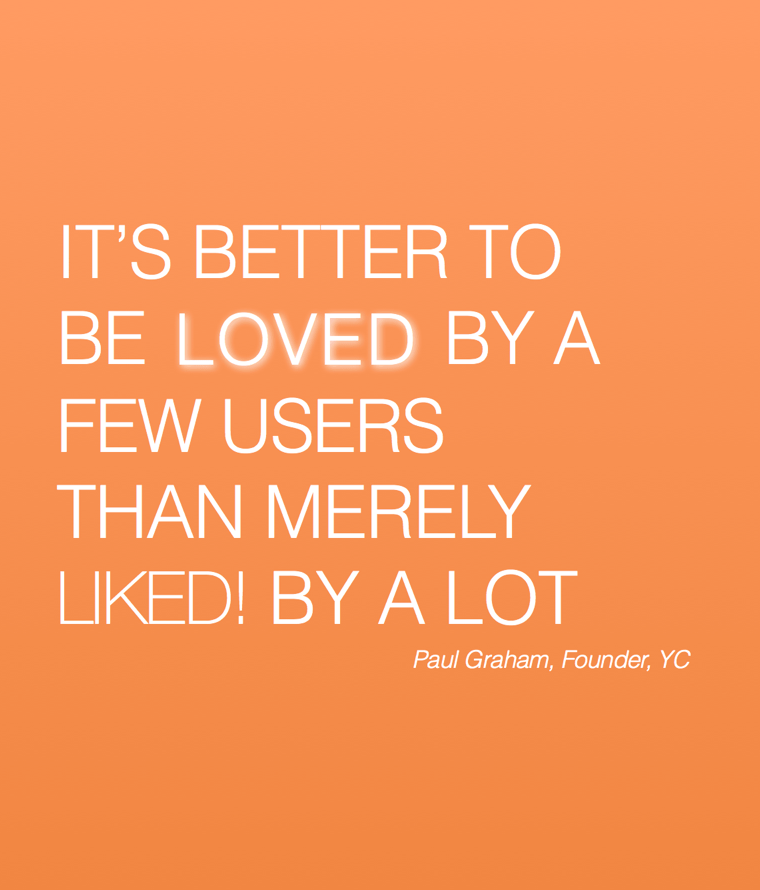 IT’S BETTER TO
BE LOVED BY A
FEW USERS
THAN MERELY
LIKED! BY A LOT
Paul Graham, Founder, YC